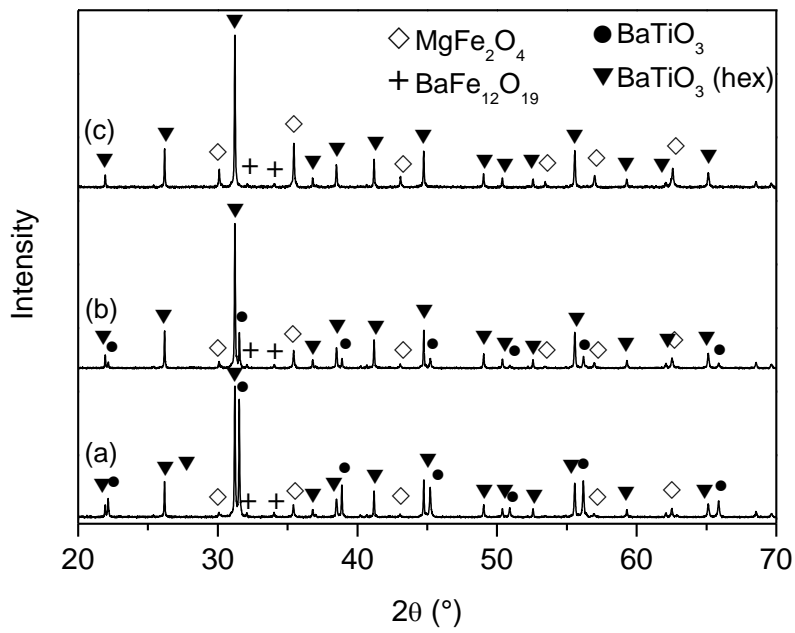 MgFe₂O₄
BaFe₁₂O₁₉
BaTiO₃
BaTiO₃ (hex)
(c)
(b)
(a)
Intensity
20 30 40 50 60 70
2θ (°)